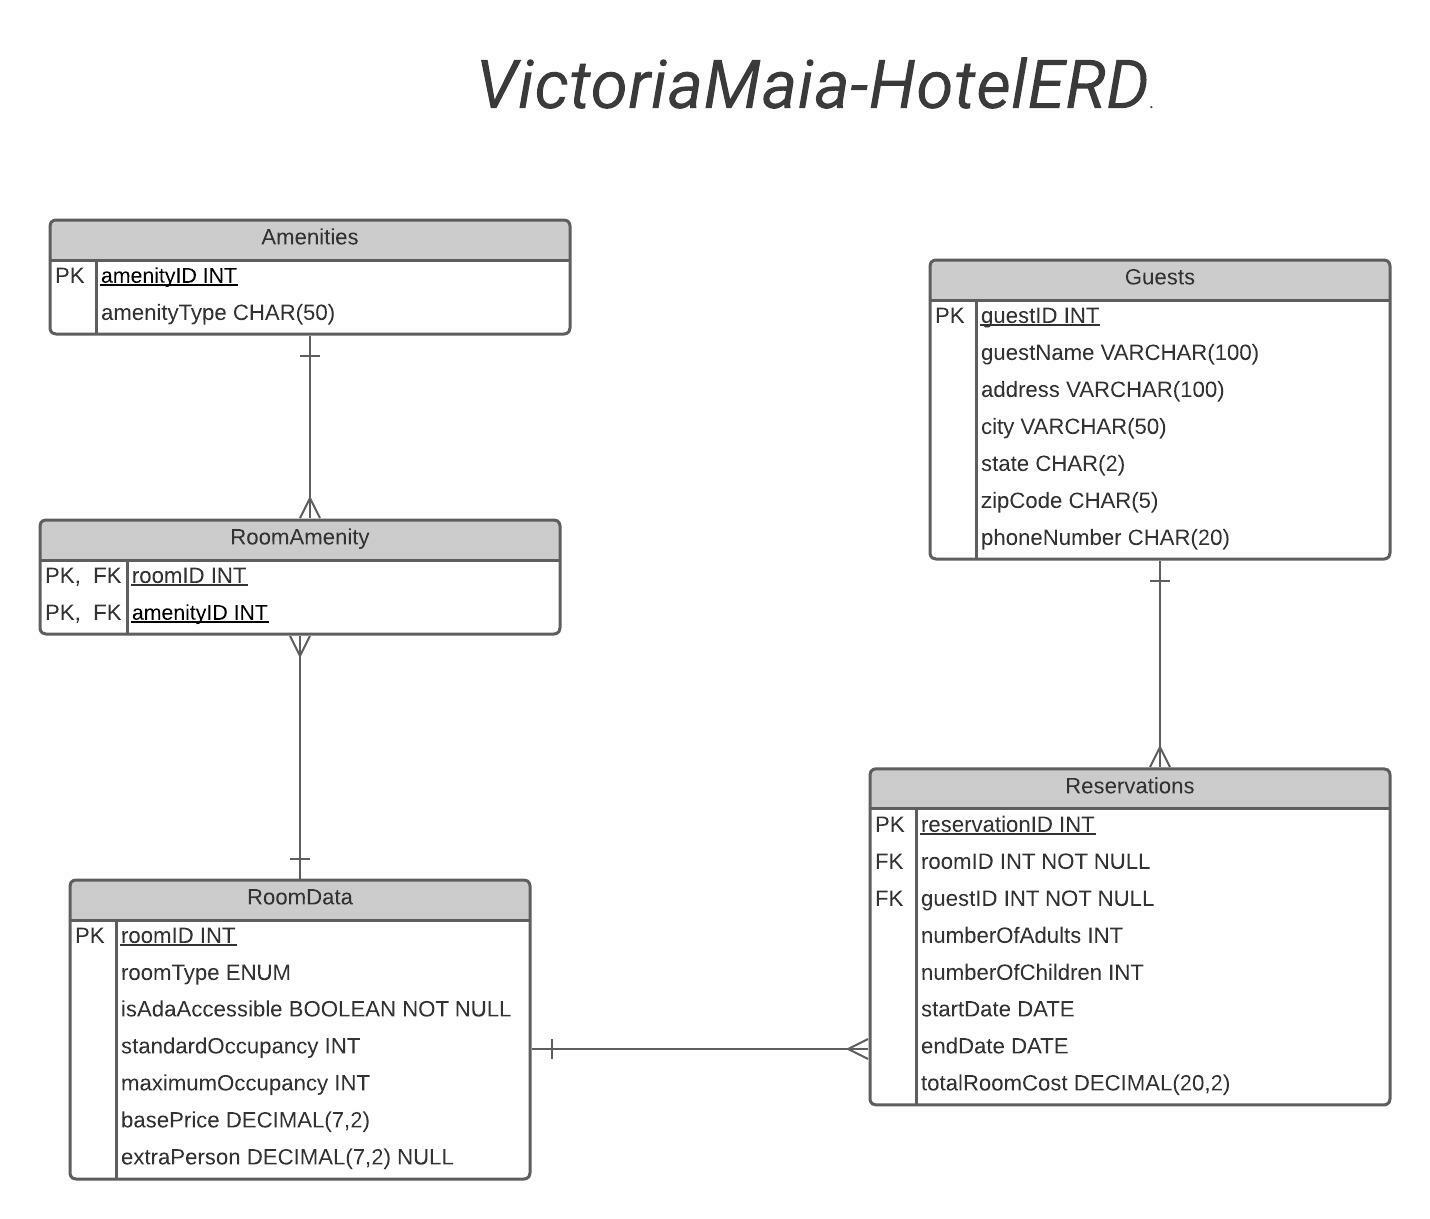 VictoriaMaia-HotelERD.
Amenities
PK amenityID INT
amenityType CHAR(50)
RoomAmenity
PK, FK roomID INT
PK, FK amenityID INT
RoomData
PK roomID INT
roomType ENUM
isAdaAccessible BOOLEAN NOT NULL
standardOccupancy INT
maximumOccupancy INT
basePrice DECIMAL(7,2)
extraPerson DECIMAL(7,2) NULL
Guests
PK guestID INT
guestName VARCHAR(100)
address VARCHAR(100)
city VARCHAR(50)
state CHAR(2)
zipCode CHAR(5)
phoneNumber CHAR(20)
Reservations
PK reservationID INT
FK roomID INT NOT NULL
FK guestID INT NOT NULL
numberOfAdults INT
numberOfChildren INT
startDate DATE
endDate DATE
totalRoomCost DECIMAL(20,2)